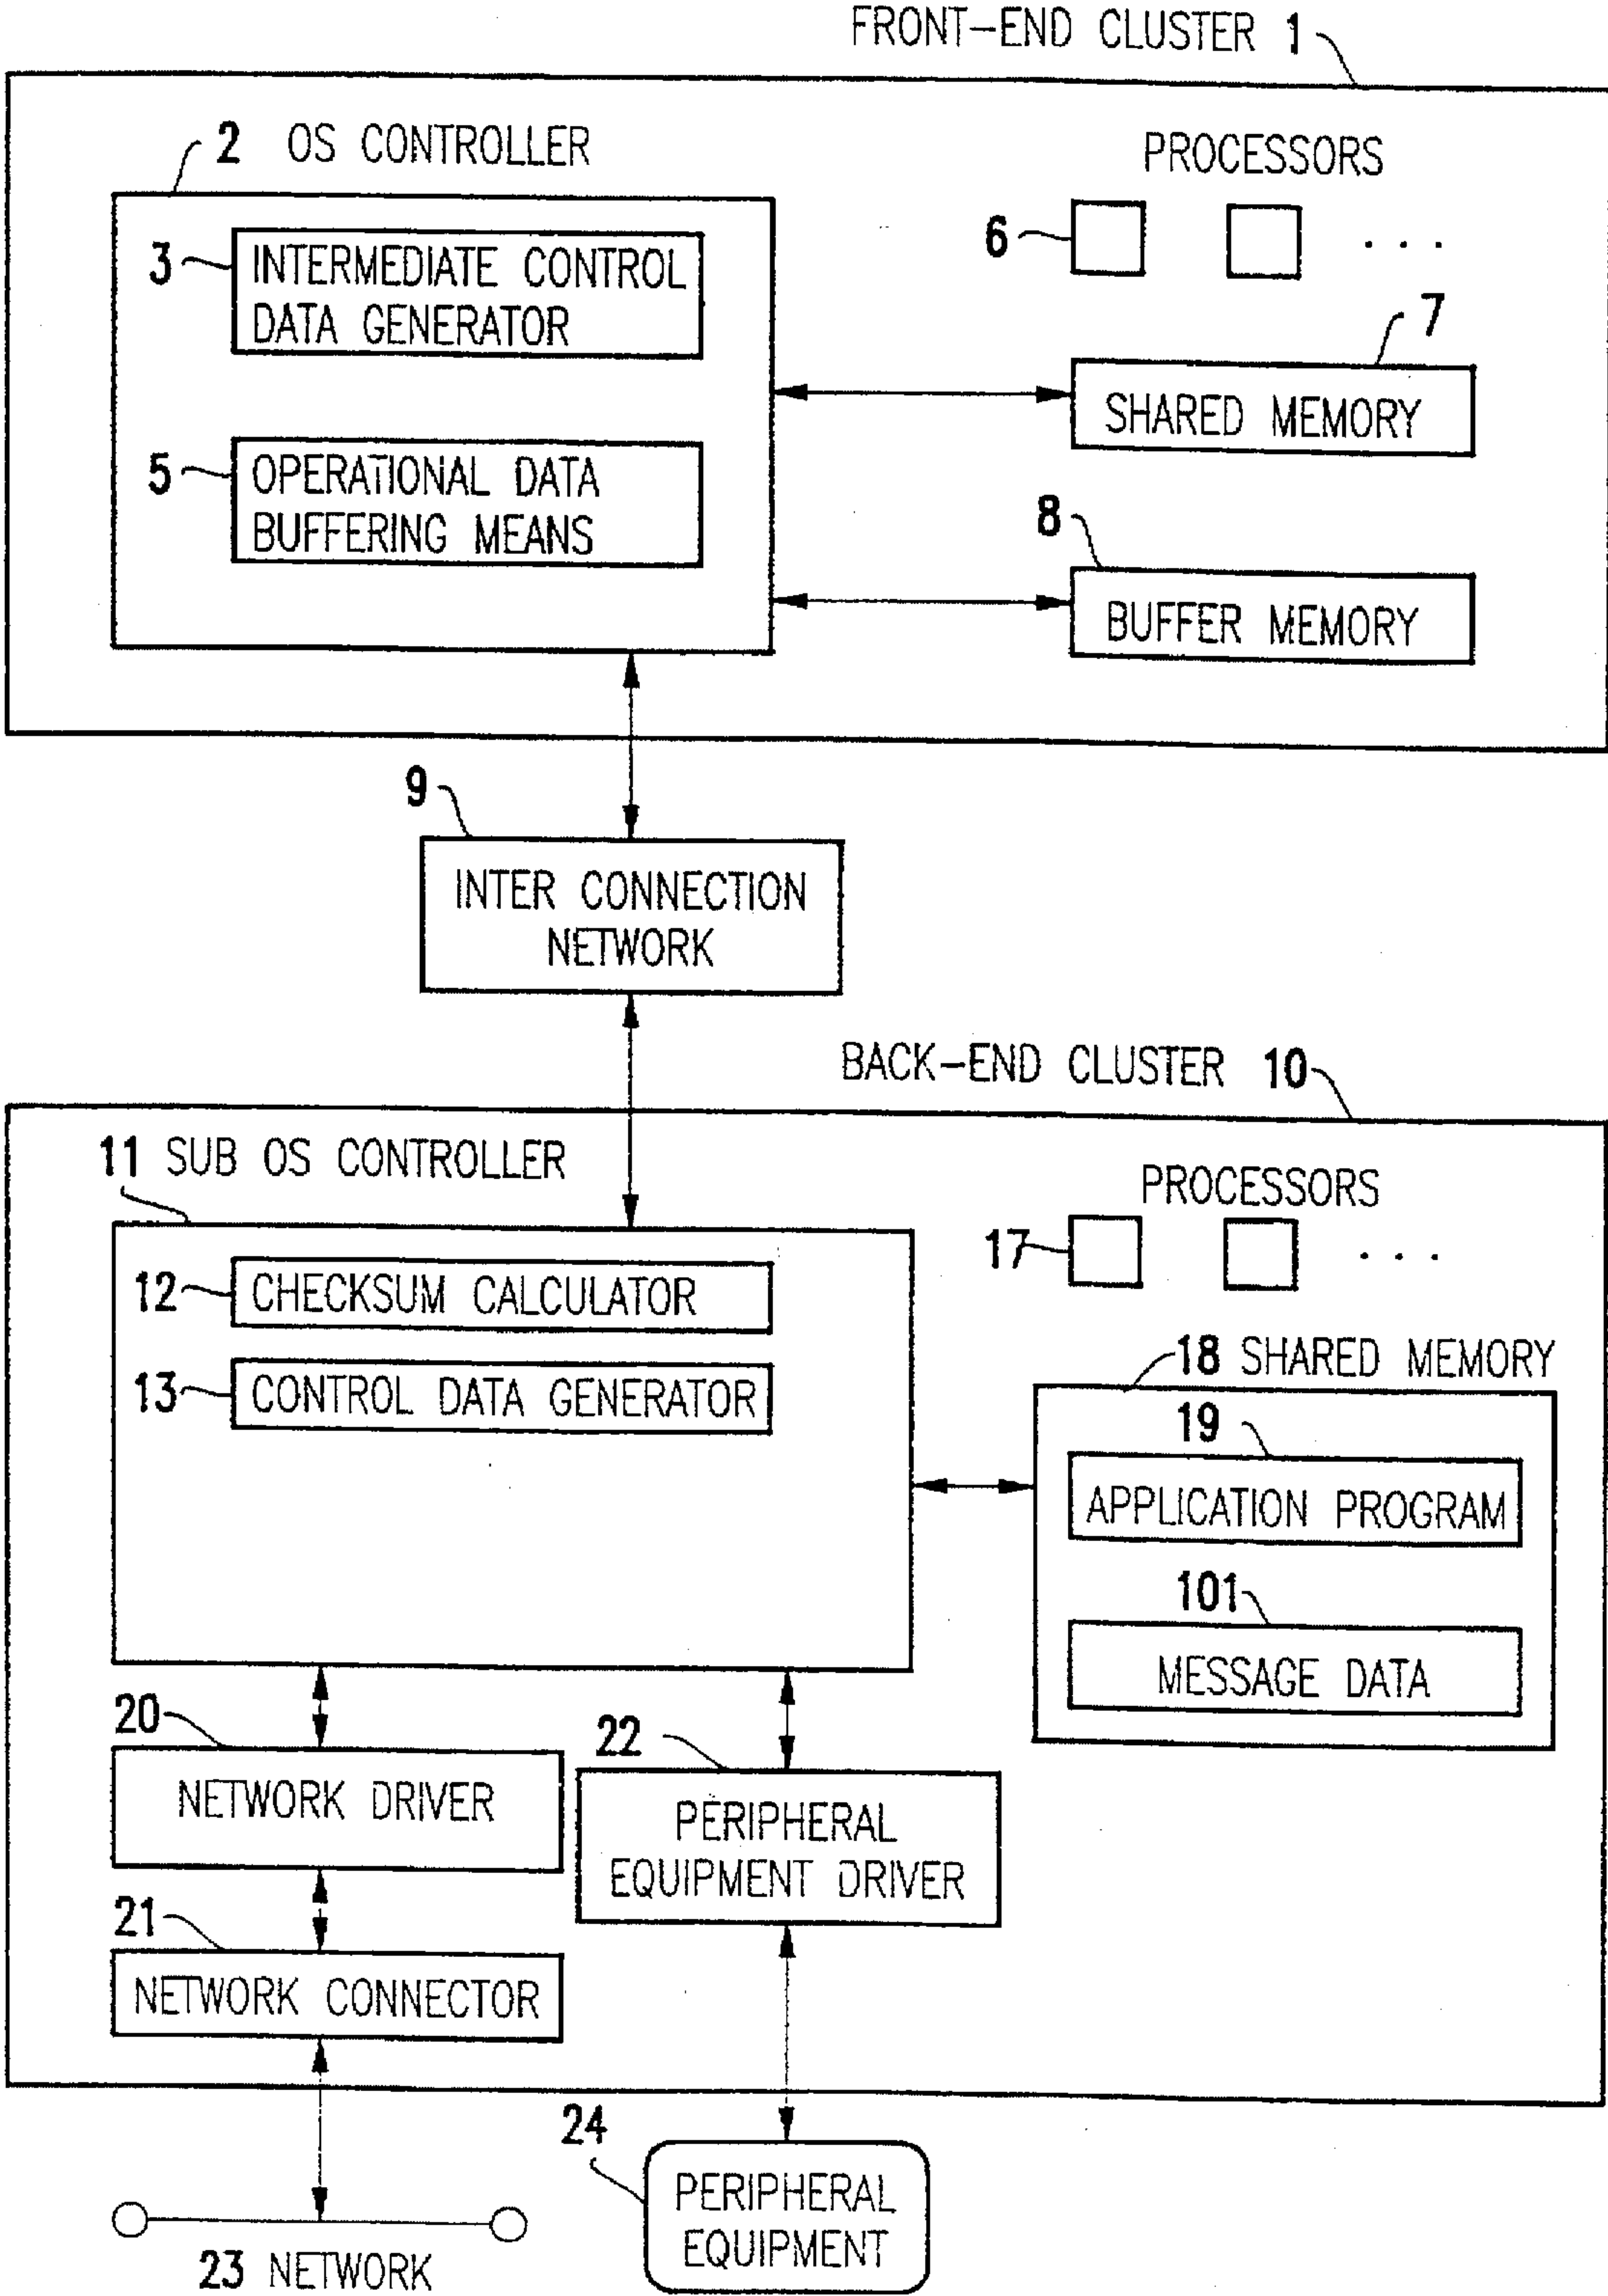 FRONT-END CLUSTER 1
2 OS CONTROLLER
PROCESSORS
3
INTERMEDIATE CONTROL
DATA GENERATOR
6
. . .
7
SHARED MEMORY
5
OPERATIONAL DATA
BUFFERING MEANS
8
BUFFER MEMORY
9
INTER CONNECTION
NETWORK
BACK-END CLUSTER 10
11 SUB OS CONTROLLER
PROCESSORS
12
CHECKSUM CALCULATOR
17
. . .
13
CONTROL DATA GENERATOR
18 SHARED MEMORY
19
APPLICATION PROGRAM
101
MESSAGE DATA
20
NETWORK DRIVER
22
PERIPHERAL
EQUIPMENT DRIVER
21
NETWORK CONNECTOR
24
PERIPHERAL
EQUIPMENT
23 NETWORK